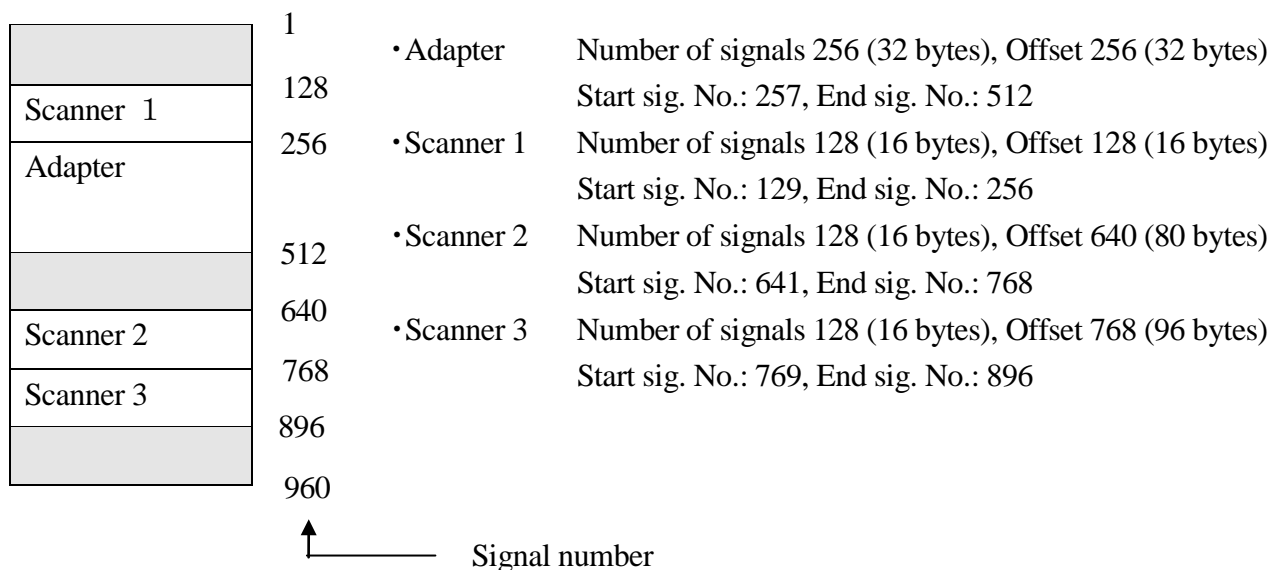 1
128
256
512
640
768
896
960
Scanner 1
Adapter
Scanner 2
Scanner 3
・Adapter Number of signals 256 (32 bytes), Offset 256 (32 bytes)
Start sig. No.: 257, End sig. No.: 512
・Scanner 1 Number of signals 128 (16 bytes), Offset 128 (16 bytes)
Start sig. No.: 129, End sig. No.: 256
・Scanner 2 Number of signals 128 (16 bytes), Offset 640 (80 bytes)
Start sig. No.: 641, End sig. No.: 768
・Scanner 3 Number of signals 128 (16 bytes), Offset 768 (96 bytes)
Start sig. No.: 769, End sig. No.: 896
Signal number